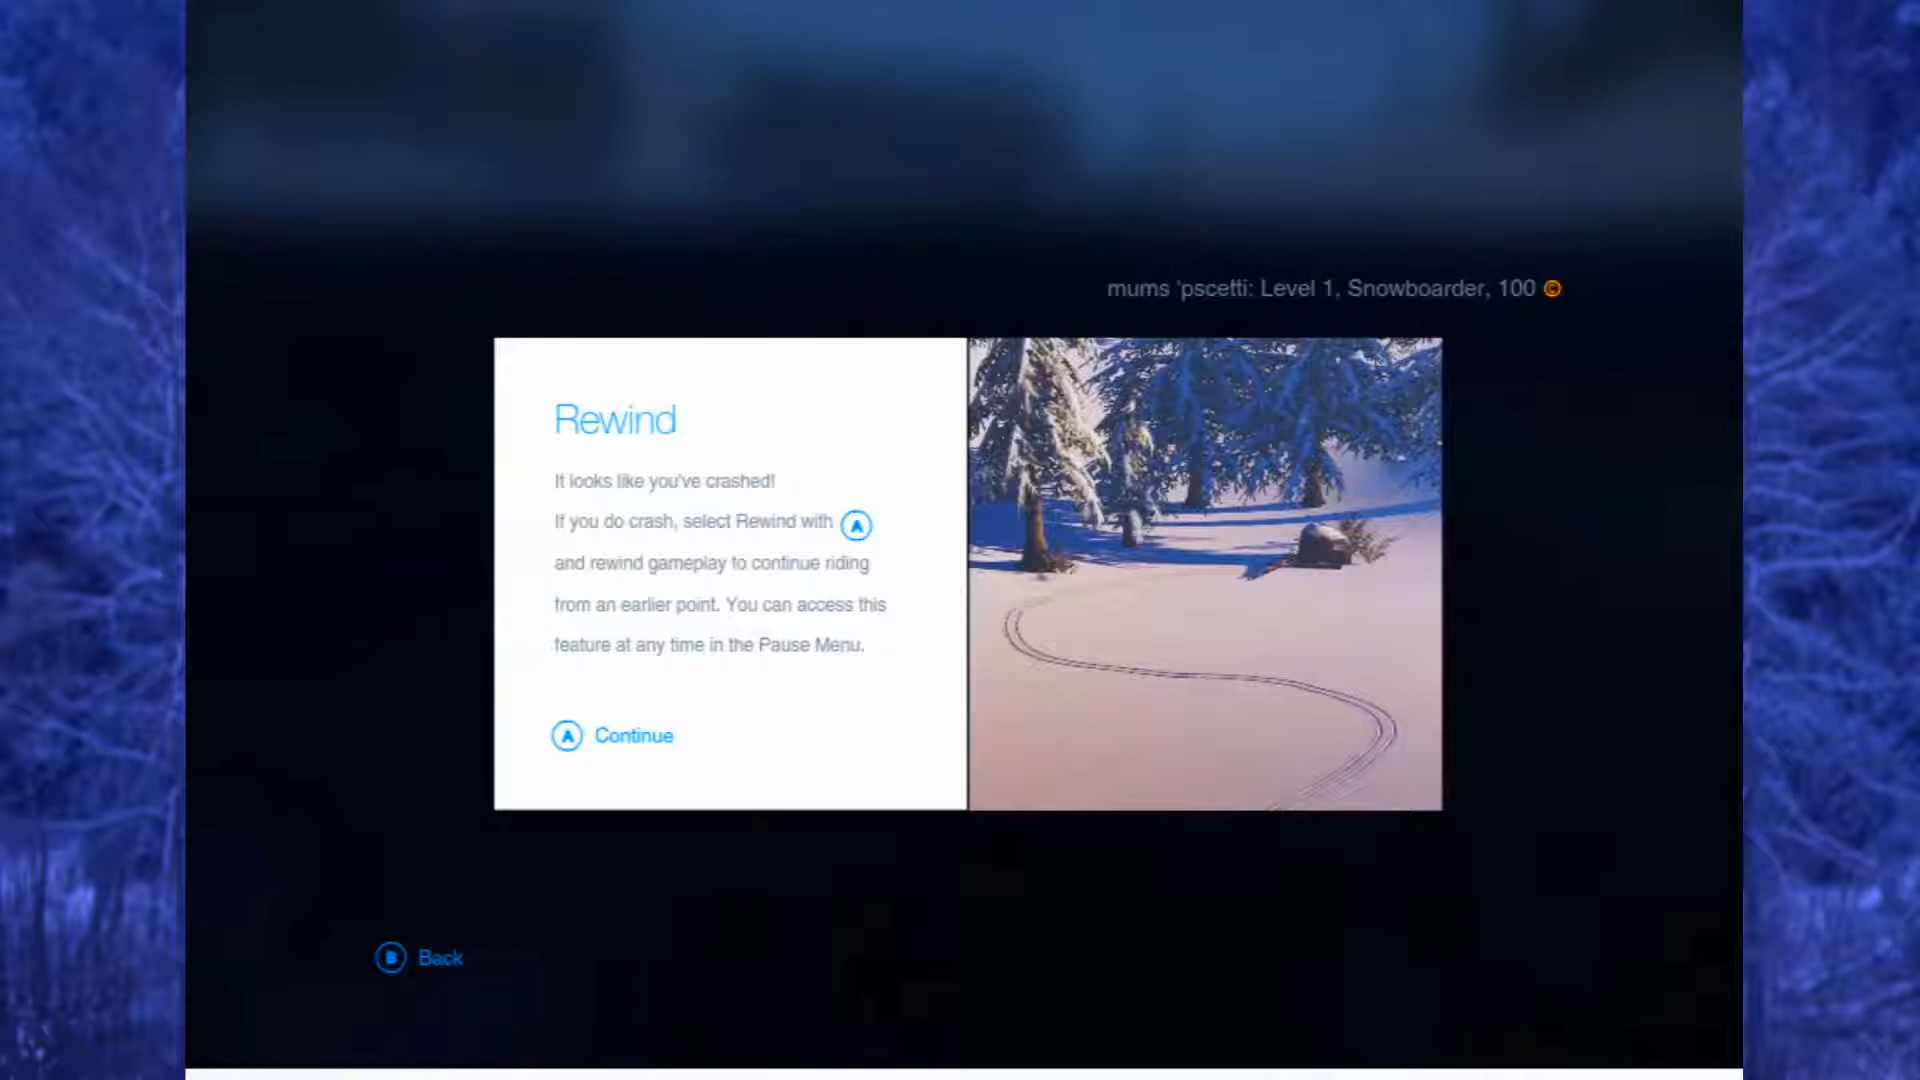 mums 'pscetti: Level 1, Snowboarder, 100 ©
Rewind
It looks like you've crashed!
If you do crash, select Rewind with A
and rewind gameplay to continue riding
from an earlier point. You can access this
feature at any time in the Pause Menu.
A Continue
B Back